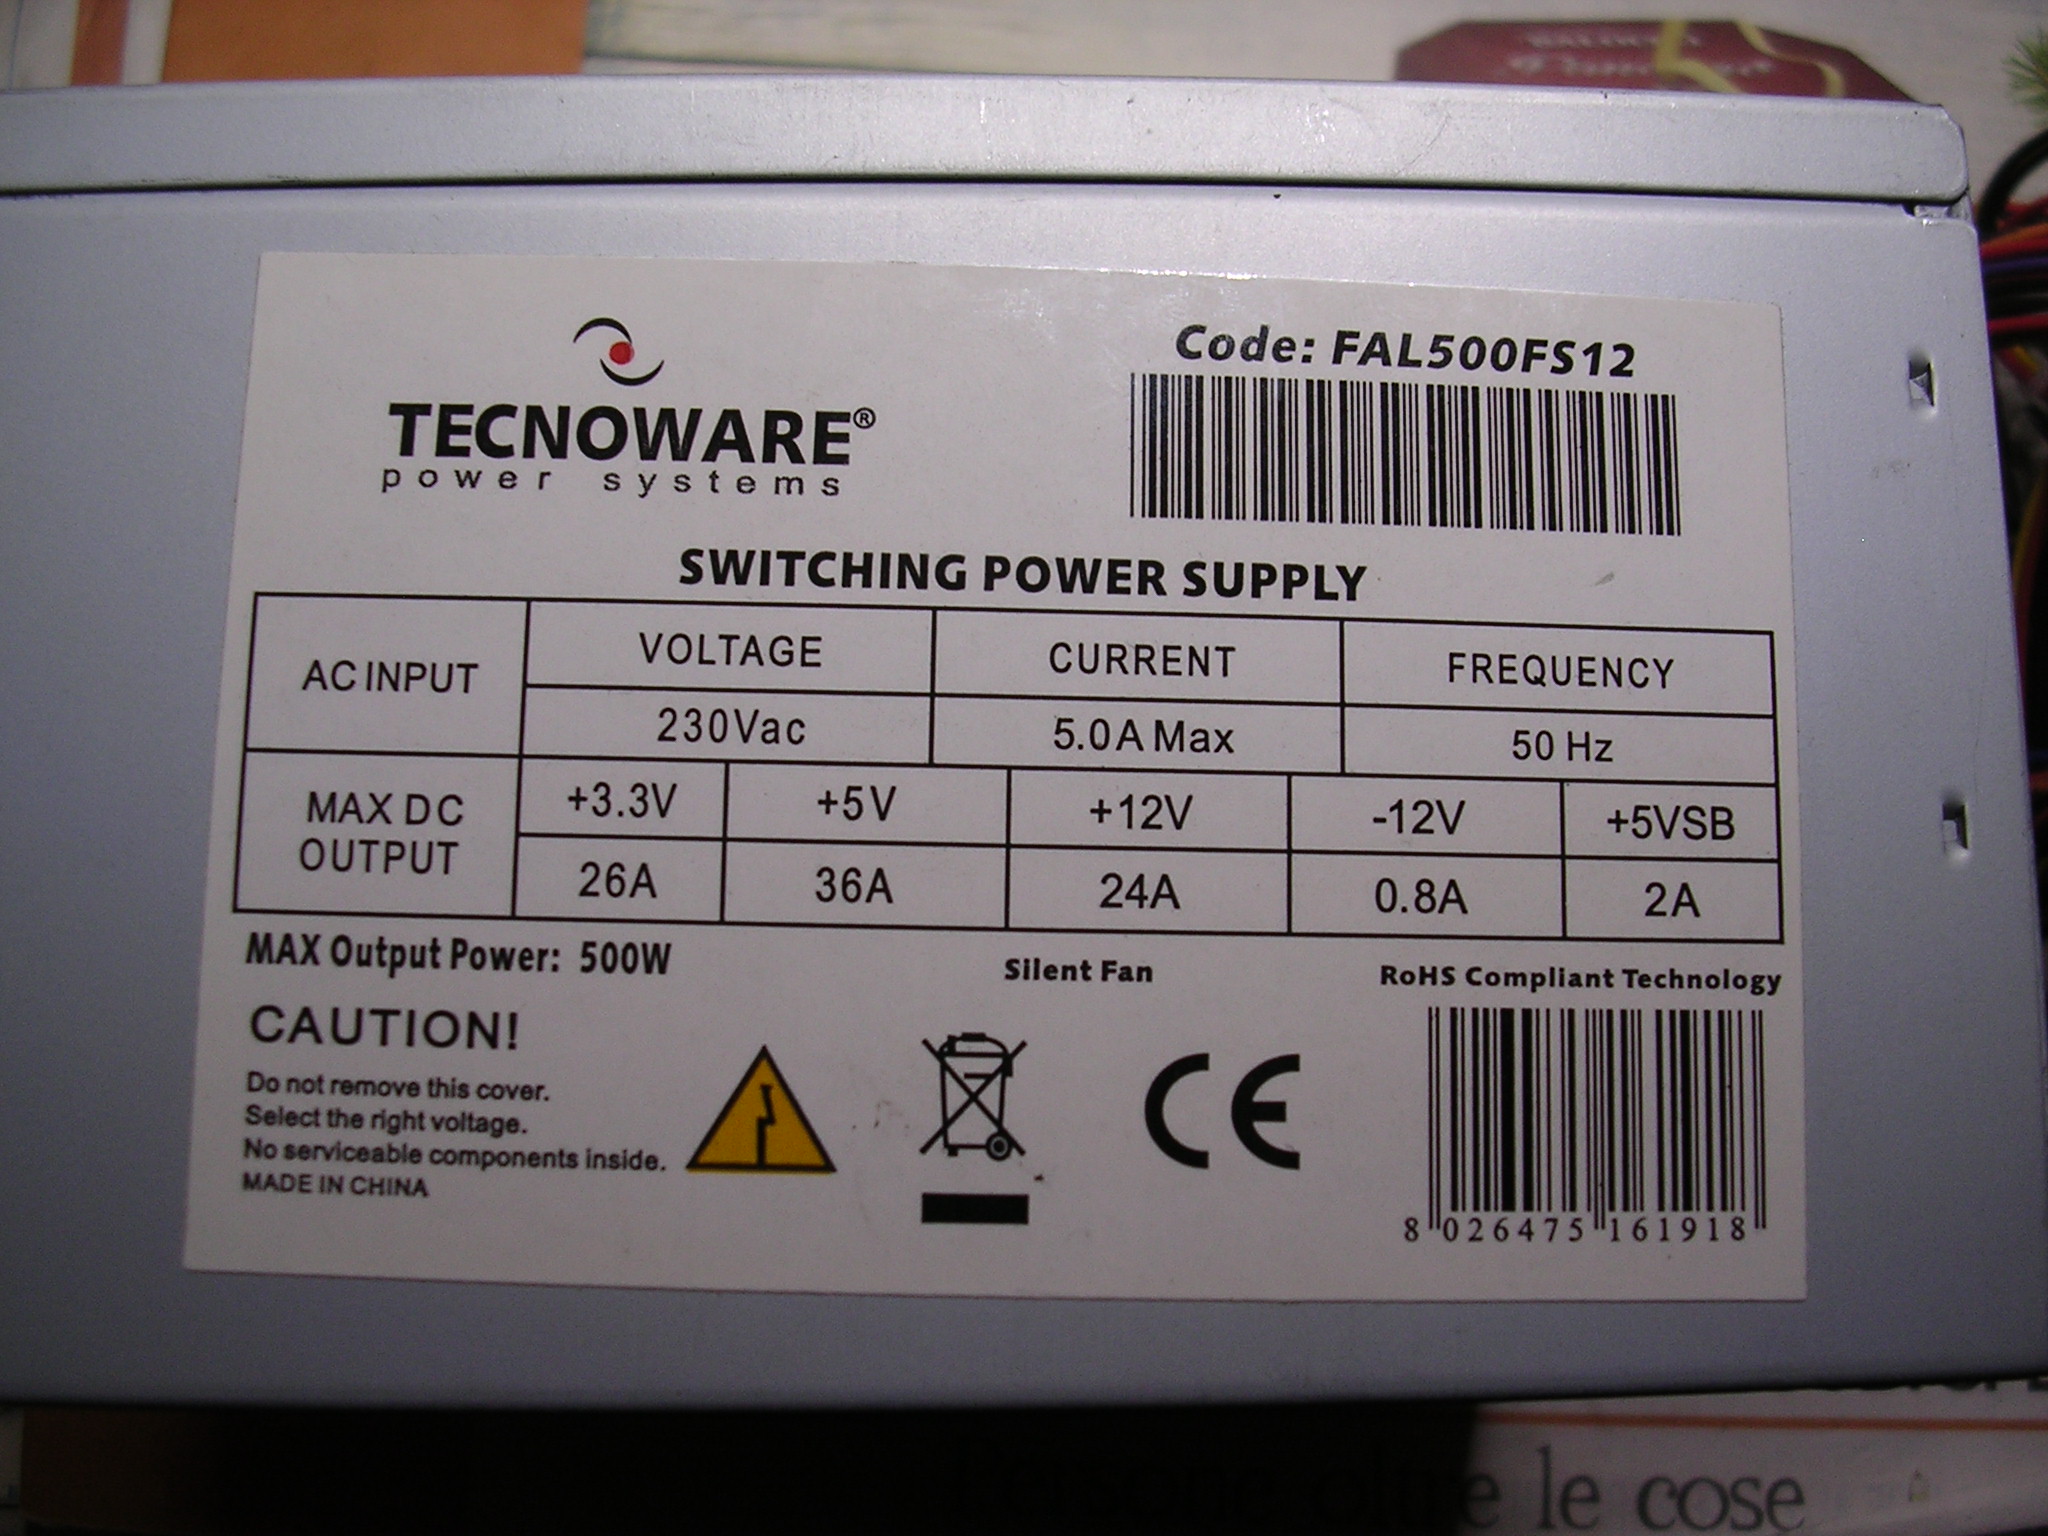 TECNOWARE®
power systems
Code: FAL500FS12
SWITCHING POWER SUPPLY
AC INPUT
VOLTAGE
CURRENT
FREQUENCY
230Vac
5.0A Max
50 Hz
MAX DC
OUTPUT
+3.3V
+5V
+12V
-12V
+5VSB
26A
36A
24A
0.8A
2A
MAX Output Power: 500W
Silent Fan
RoHS Compliant Technology
CAUTION!
Do not remove this cover.
Select the right voltage.
No serviceable components inside.
MADE IN CHINA
CE
8 026475 161918
Persone oltre le cose